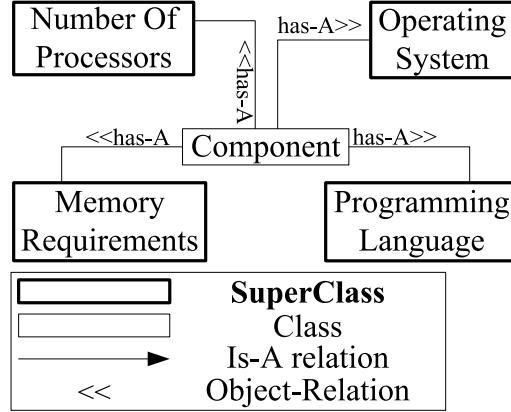 Number Of
Processors
has-A>>
Operating
System
<<has-A
<<has-A
Component
has-A>>
Memory
Requirements
Programming
Language
SuperClass
Class
Is-A relation
<< Object-Relation